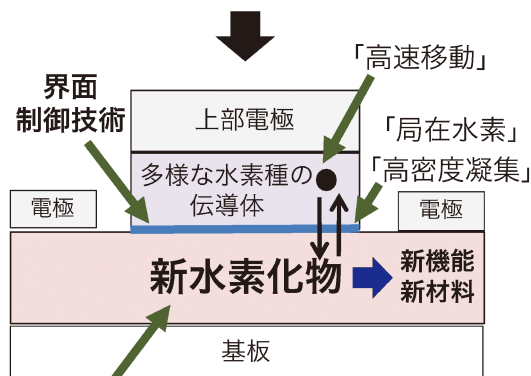 「高速移動」
界面
制御技術
上部電極
「局在水素」
多様な水素種の
伝導体
「高密度凝集」
電極
電極
新水素化物
新機能
新材料
基板